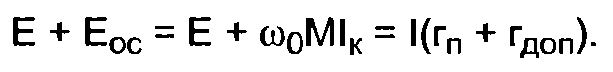 E + Eос = E + ω0MIк = I(rп + rдоп).